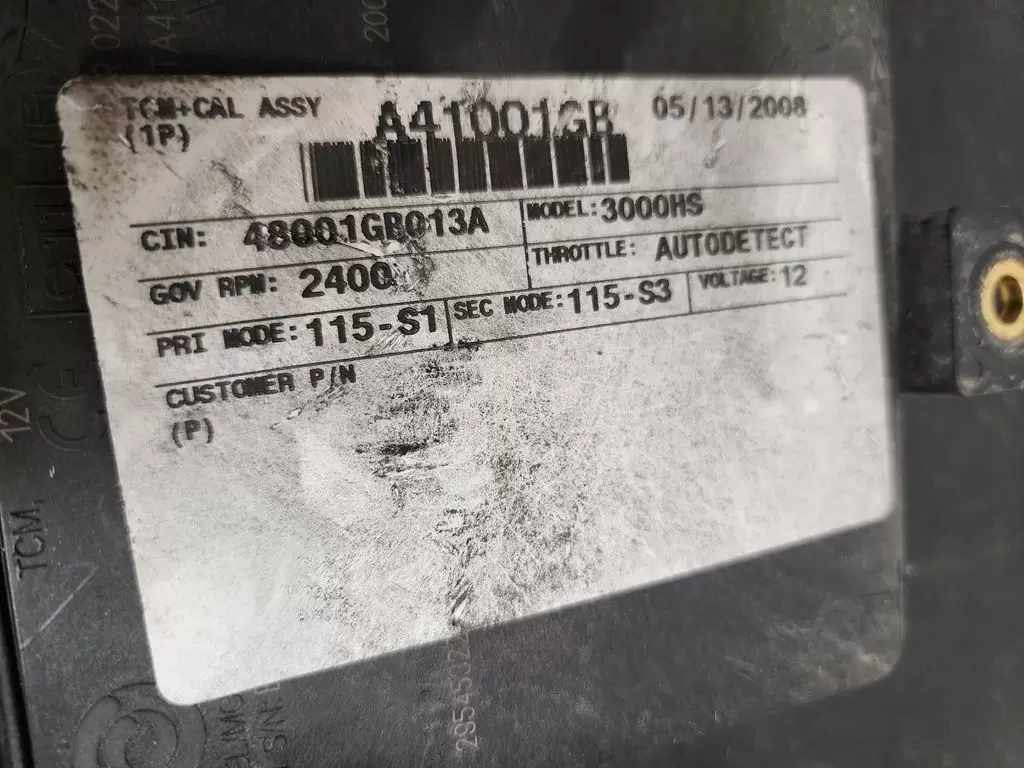 TCM+CAL ASSY
(1P)
A41001GB
05/13/2008
CIN: 48001GB013A
MODEL: 3000HS
GOV RPM: 2400
THROTTLE: AUTODETECT
PRI MODE: 115-S1
SEC MODE: 115-S3
VOLTAGE: 12
CUSTOMER P/N
(P)
TCM, 12V